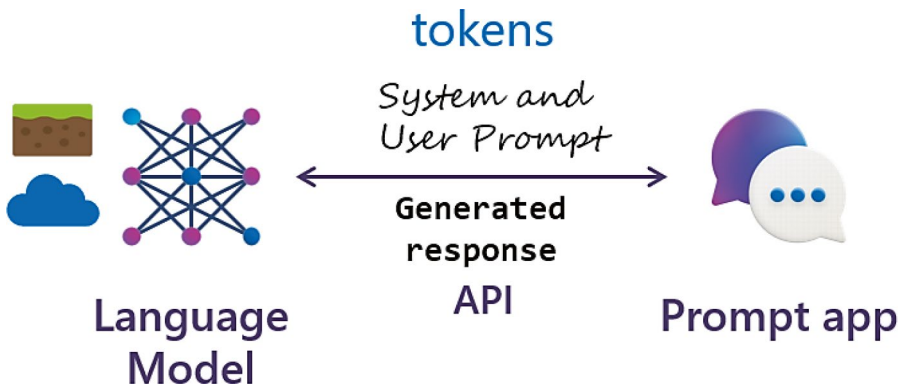 tokens
System and
User Prompt
Generated
response
API
Language
Model
Prompt app